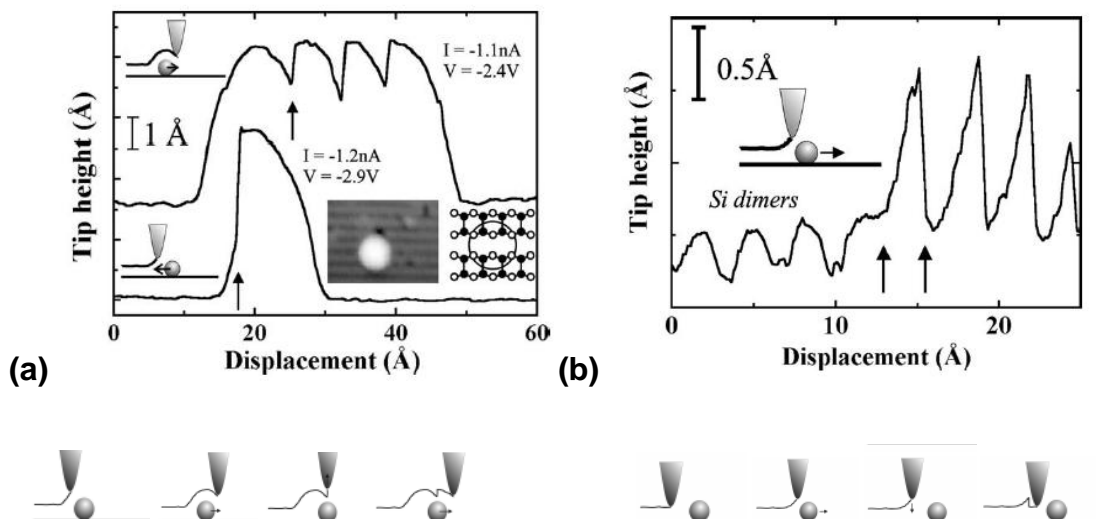 Tip height (Å)
1 Å
I = -1.1nA
V = -2.4V
I = -1.2nA
V = -2.9V
0 20 40 60
Displacement (Å)
(a)
0.5Å
Tip height (Å)
Si dimers
0 10 20
Displacement (Å)
(b)